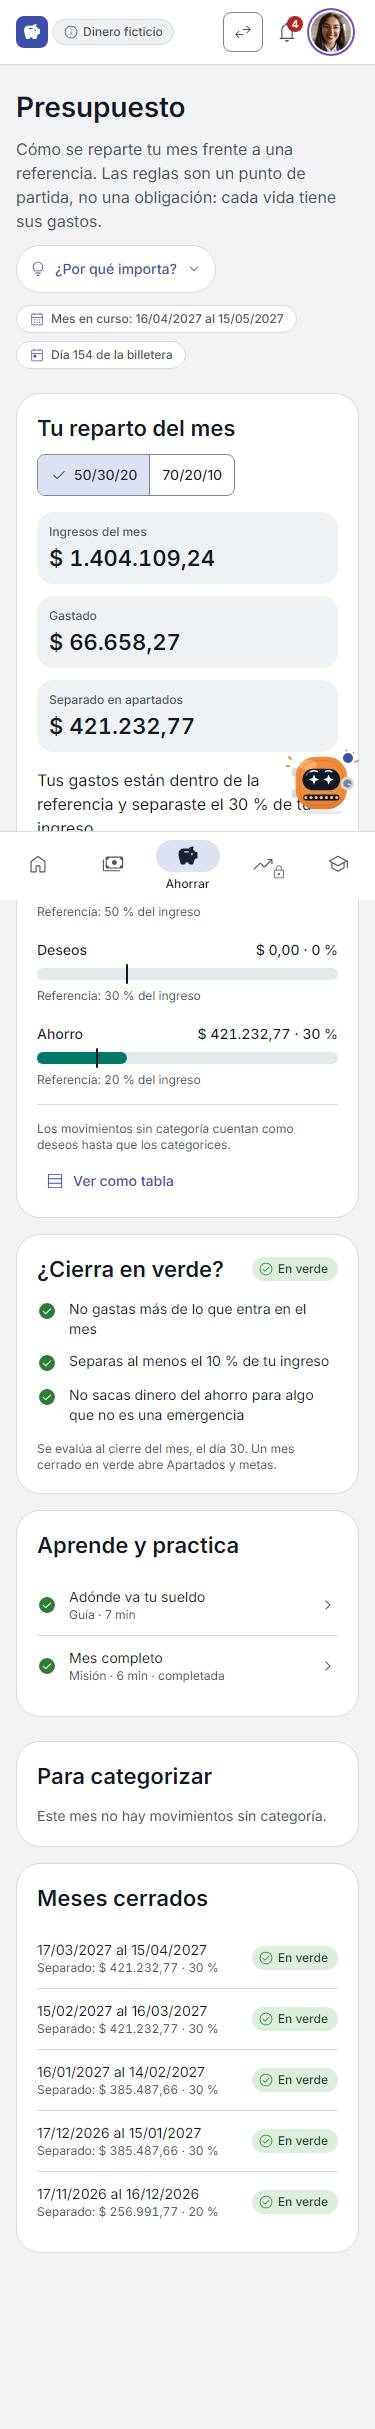 Dinero ficticio
4
Presupuesto
Cómo se reparte tu mes frente a una
referencia. Las reglas son un punto de
partida, no una obligación: cada vida tiene
sus gastos.
¿Por qué importa?
Mes en curso: 16/04/2027 al 15/05/2027
Día 154 de la billetera
Tu reparto del mes
50/30/20
70/20/10
Ingresos del mes
$ 1.404.109,24
Gastado
$ 66.658,27
Separado en apartados
$ 421.232,77
Tus gastos están dentro de la
referencia y separaste el 30 % de tu
ingreso
Ahorrar
Referencia: 50 % del ingreso
Deseos $ 0,00 · 0 %
Referencia: 30 % del ingreso
Ahorro $ 421.232,77 · 30 %
Referencia: 20 % del ingreso
Los movimientos sin categoría cuentan como
deseos hasta que los categorices.
Ver como tabla
¿Cierra en verde? En verde
No gastas más de lo que entra en el
mes
Separas al menos el 10 % de tu ingreso
No sacas dinero del ahorro para algo
que no es una emergencia
Se evalúa al cierre del mes, el día 30. Un mes
cerrado en verde abre Apartados y metas.
Aprende y practica
Adónde va tu sueldo
Guía · 7 min
Mes completo
Misión · 6 min · completada
Para categorizar
Este mes no hay movimientos sin categoría.
Meses cerrados
17/03/2027 al 15/04/2027
Separado: $ 421.232,77 · 30 %
En verde
15/02/2027 al 16/03/2027
Separado: $ 421.232,77 · 30 %
En verde
16/01/2027 al 14/02/2027
Separado: $ 385.487,66 · 30 %
En verde
17/12/2026 al 15/01/2027
Separado: $ 385.487,66 · 30 %
En verde
17/11/2026 al 16/12/2026
Separado: $ 256.991,77 · 20 %
En verde